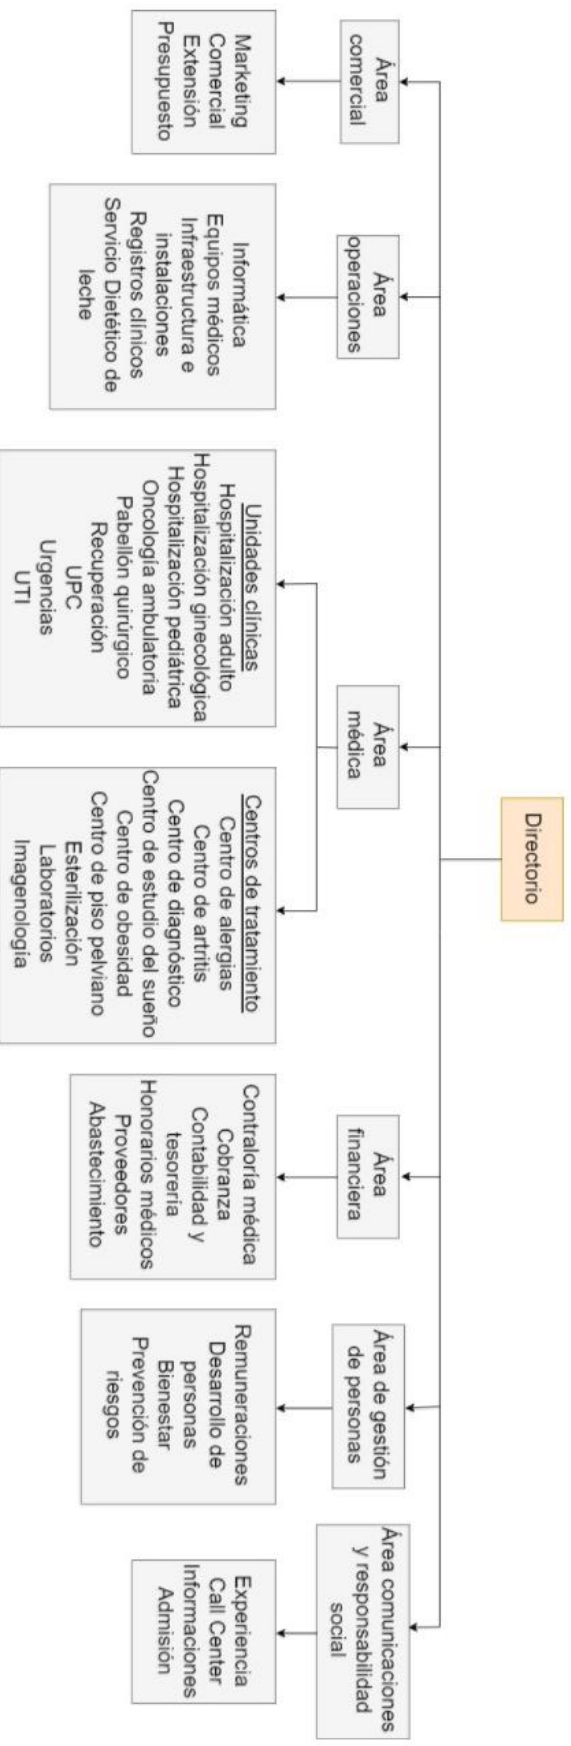 Directorio
Área
comercial
Marketing
Comercial
Extensión
Presupuesto
Área
operaciones
Informática
Equipos médicos
Infraestructura e
instalaciones
Registros clínicos
Servicio Dietético de
leche
Área
médica
Unidades clínicas
Hospitalización adulto
Hospitalización ginecológica
Hospitalización pediátrica
Oncología ambulatoria
Pabellón quirúrgico
Recuperación
UPC
Urgencias
UTI
Centros de tratamiento
Centro de alergias
Centro de artritis
Centro de diagnóstico
Centro de estudio del sueño
Centro de obesidad
Centro de piso pelviano
Esterilización
Laboratorios
Imagenología
Área
financiera
Contraloría médica
Cobranza
Contabilidad y
tesorería
Honorarios médicos
Proveedores
Abastecimiento
Área de gestión
de personas
Remuneraciones
Desarrollo de
personas
Bienestar
Prevención de
riesgos
Área comunicaciones
y responsabilidad
social
Experiencia
Call Center
Informaciones
Admisión